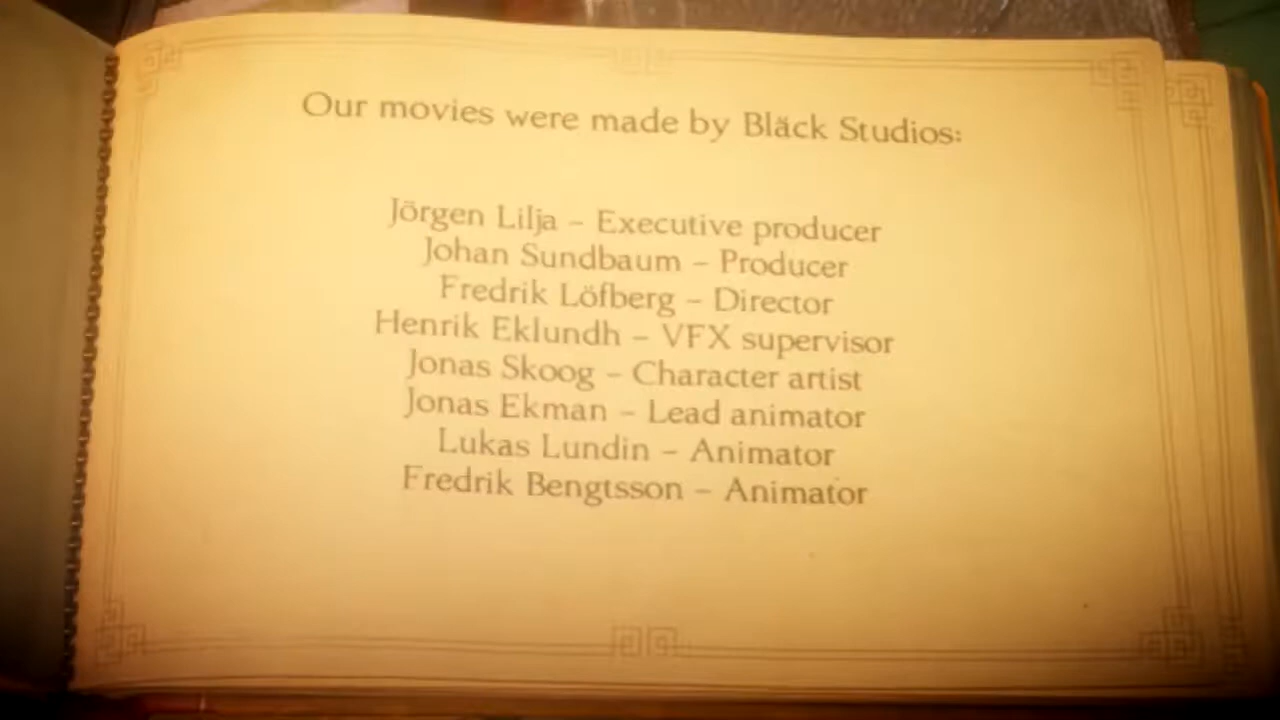 Our movies were made by Bläck Studios:
Jörgen Lilja – Executive producer
Johan Sundbaum – Producer
Fredrik Löfberg – Director
Henrik Eklundh – VFX supervisor
Jonas Skoog – Character artist
Jonas Ekman – Lead animator
Lukas Lundin – Animator
Fredrik Bengtsson – Animator